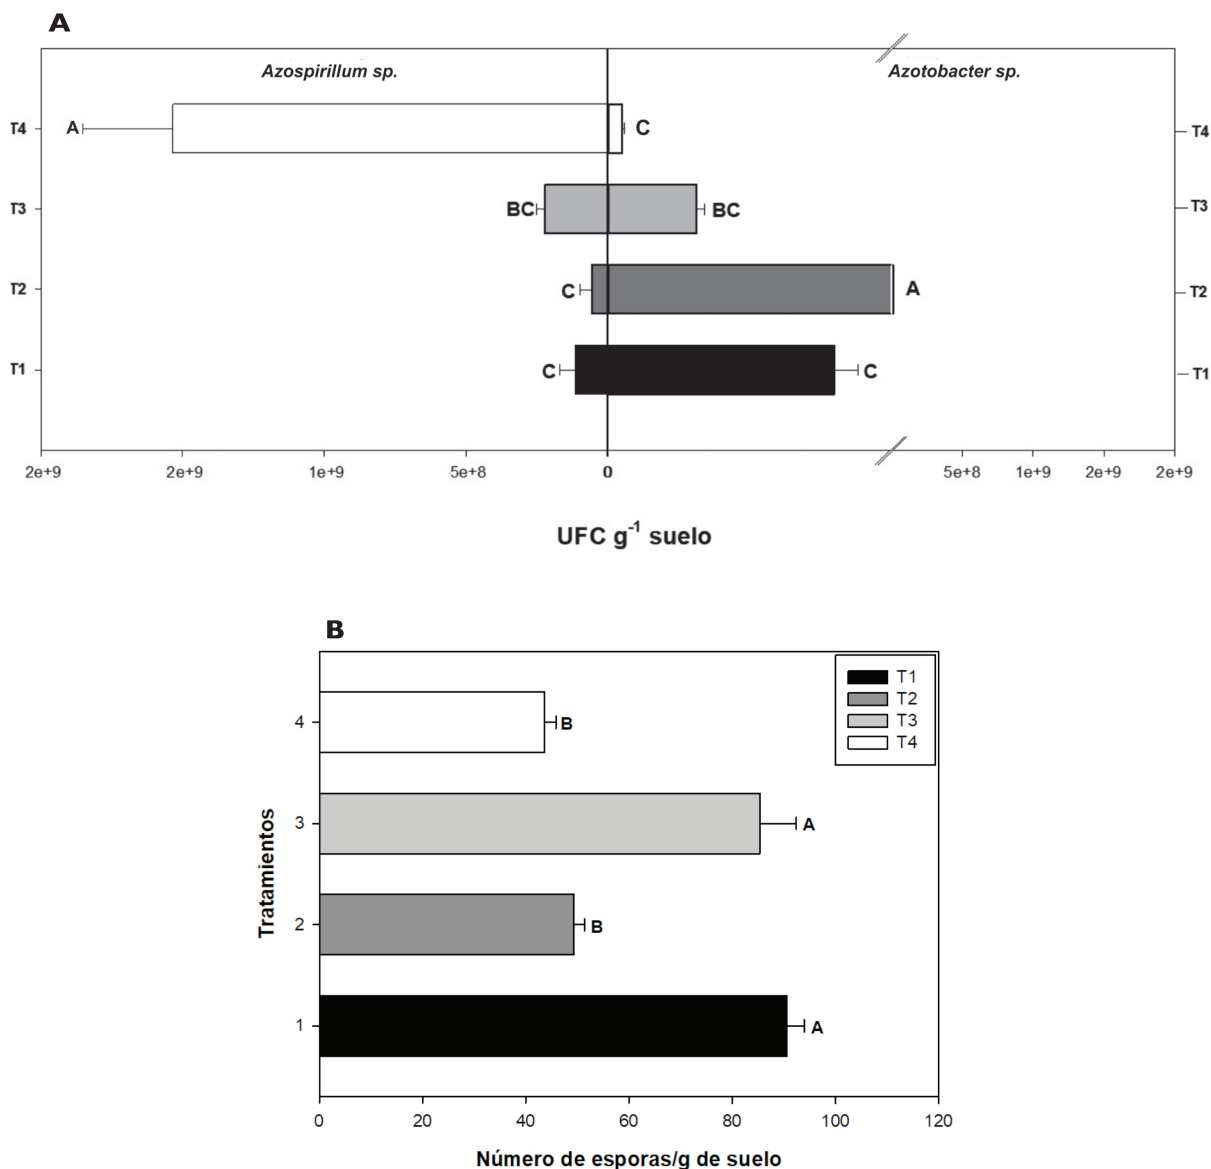 A
Azospirillum sp. Azotobacter sp.
T4 A C T4
T3 BC BC T3
T2 C A T2
T1 C C T1
2e+9 2e+9 1e+9 5e+8 0 5e+8 1e+9 2e+9 2e+9
UFC g-1 suelo
B
T1
T2
T3
T4
4 B
3 A
2 B
1 A
Tratamientos
0 20 40 60 80 100 120
Número de esporas/g de suelo